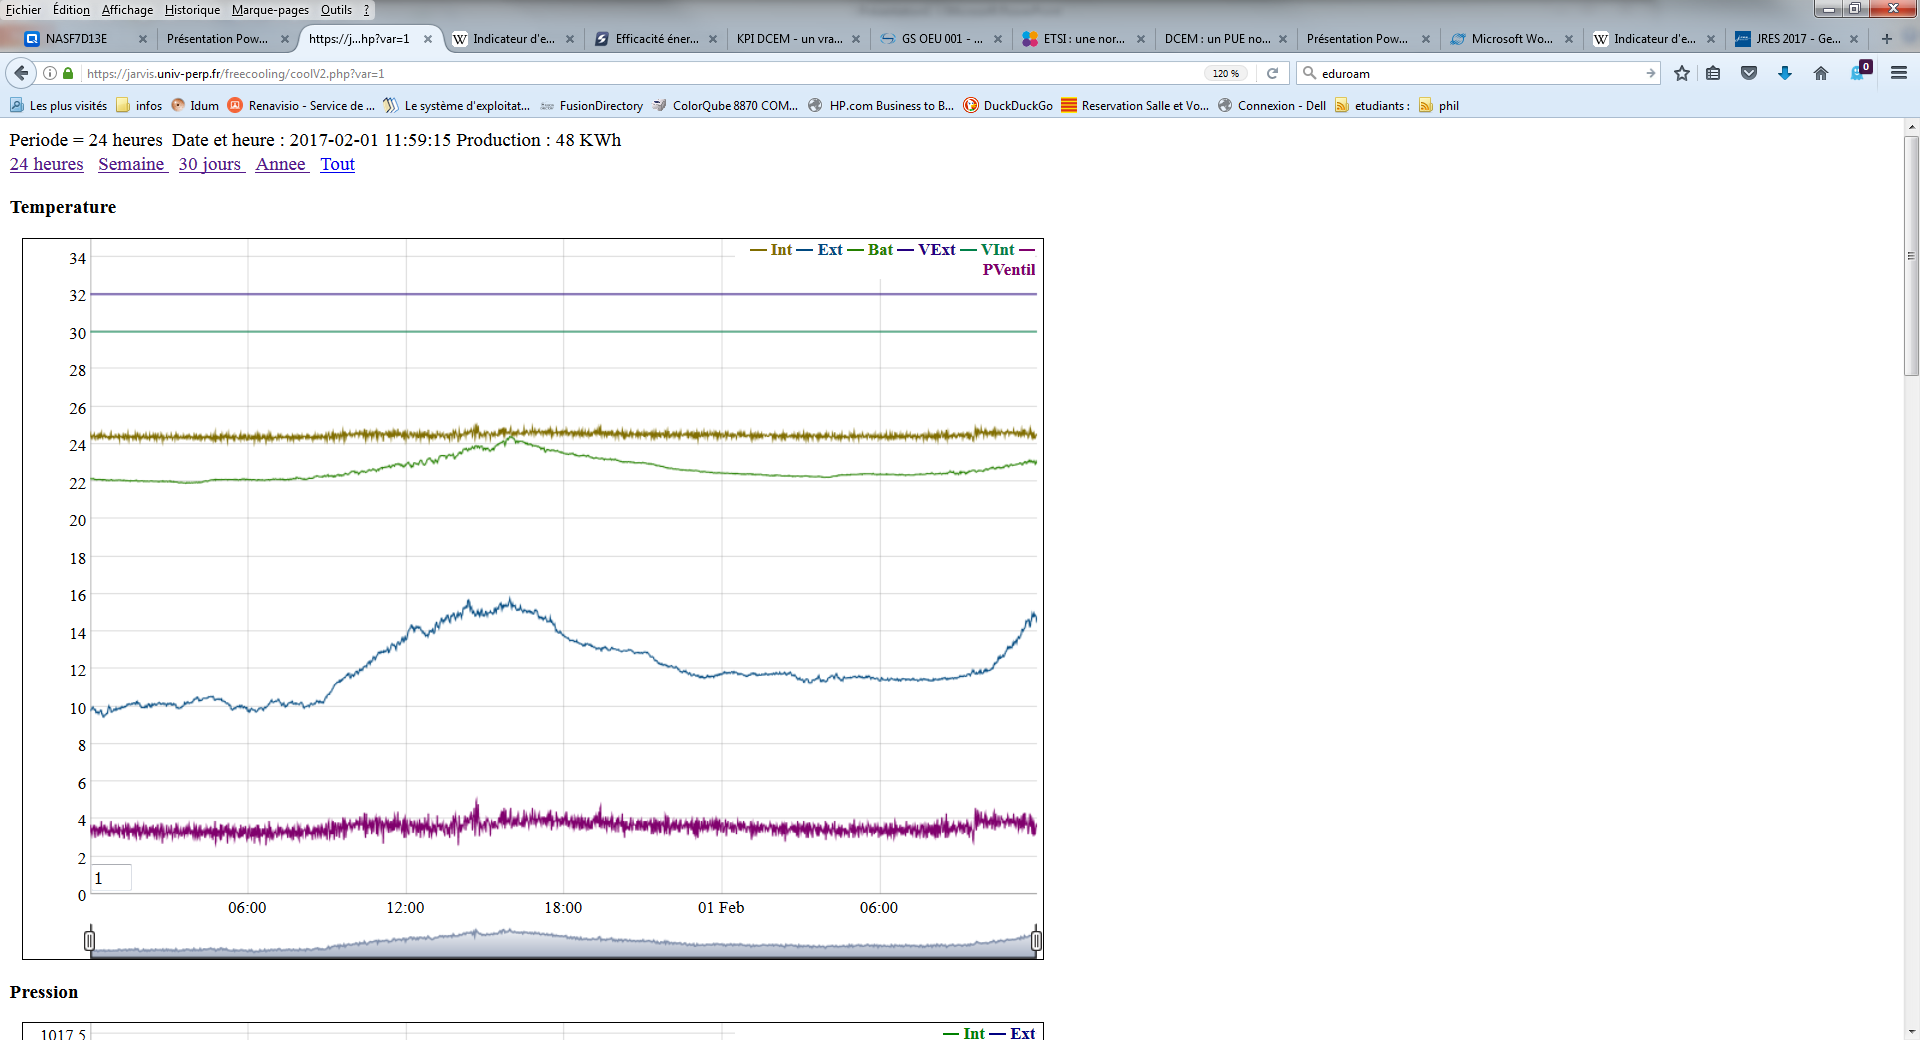 Fichier Édition Affichage Historique Marque-pages Outils ?
NASF7D13E Présentation Pow... https://j...hp?var=1 Indicateur d'e... Efficacité éner... KPI DCEM - un vra... GS OEU 001 - ... ETSI : une nor... DCEM : un PUE no... Présentation Pow... Microsoft Wo... Indicateur d'e... JRES 2017 - Ge...
https://jarvis.univ-perp.fr/freecooling/coolV2.php?var=1 120 % eduroam 0
Les plus visités infos Idum Renavisio - Service de ... Le système d'exploitat... FusionDirectory ColorQube 8870 COM... HP.com Business to B... DuckDuckGo Reservation Salle et Vo... Connexion - Dell etudiants : phil
Periode = 24 heures Date et heure : 2017-02-01 11:59:15 Production : 48 KWh
24 heures Semaine 30 jours Annee Tout
Temperature
Int Ext Bat VExt VInt
PVentil
34
32
30
28
26
24
22
20
18
16
14
12
10
8
6
4
2
1
0
06:00 12:00 18:00 01 Feb 06:00
Pression
1017.5 Int Ext